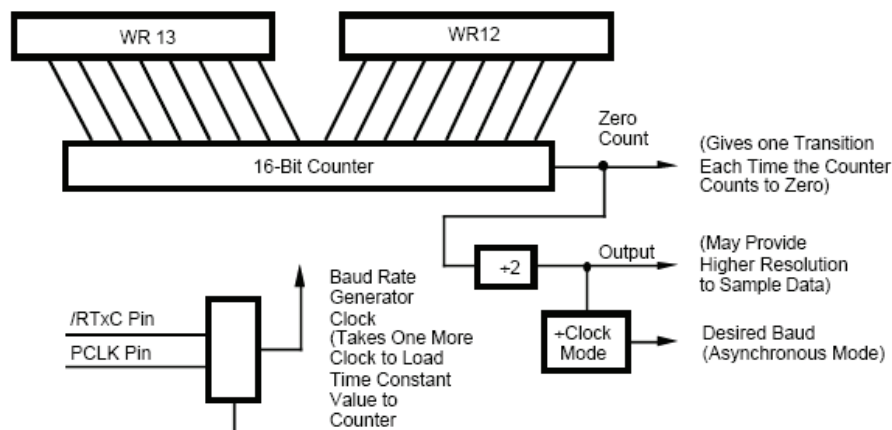 WR 13
WR12
16-Bit Counter
Zero
Count
(Gives one Transition
Each Time the Counter
Counts to Zero)
÷2
Output
(May Provide
Higher Resolution
to Sample Data)
÷Clock
Mode
Desired Baud
(Asynchronous Mode)
/RTxC Pin
PCLK Pin
Baud Rate
Generator
Clock
(Takes One More
Clock to Load
Time Constant
Value to
Counter